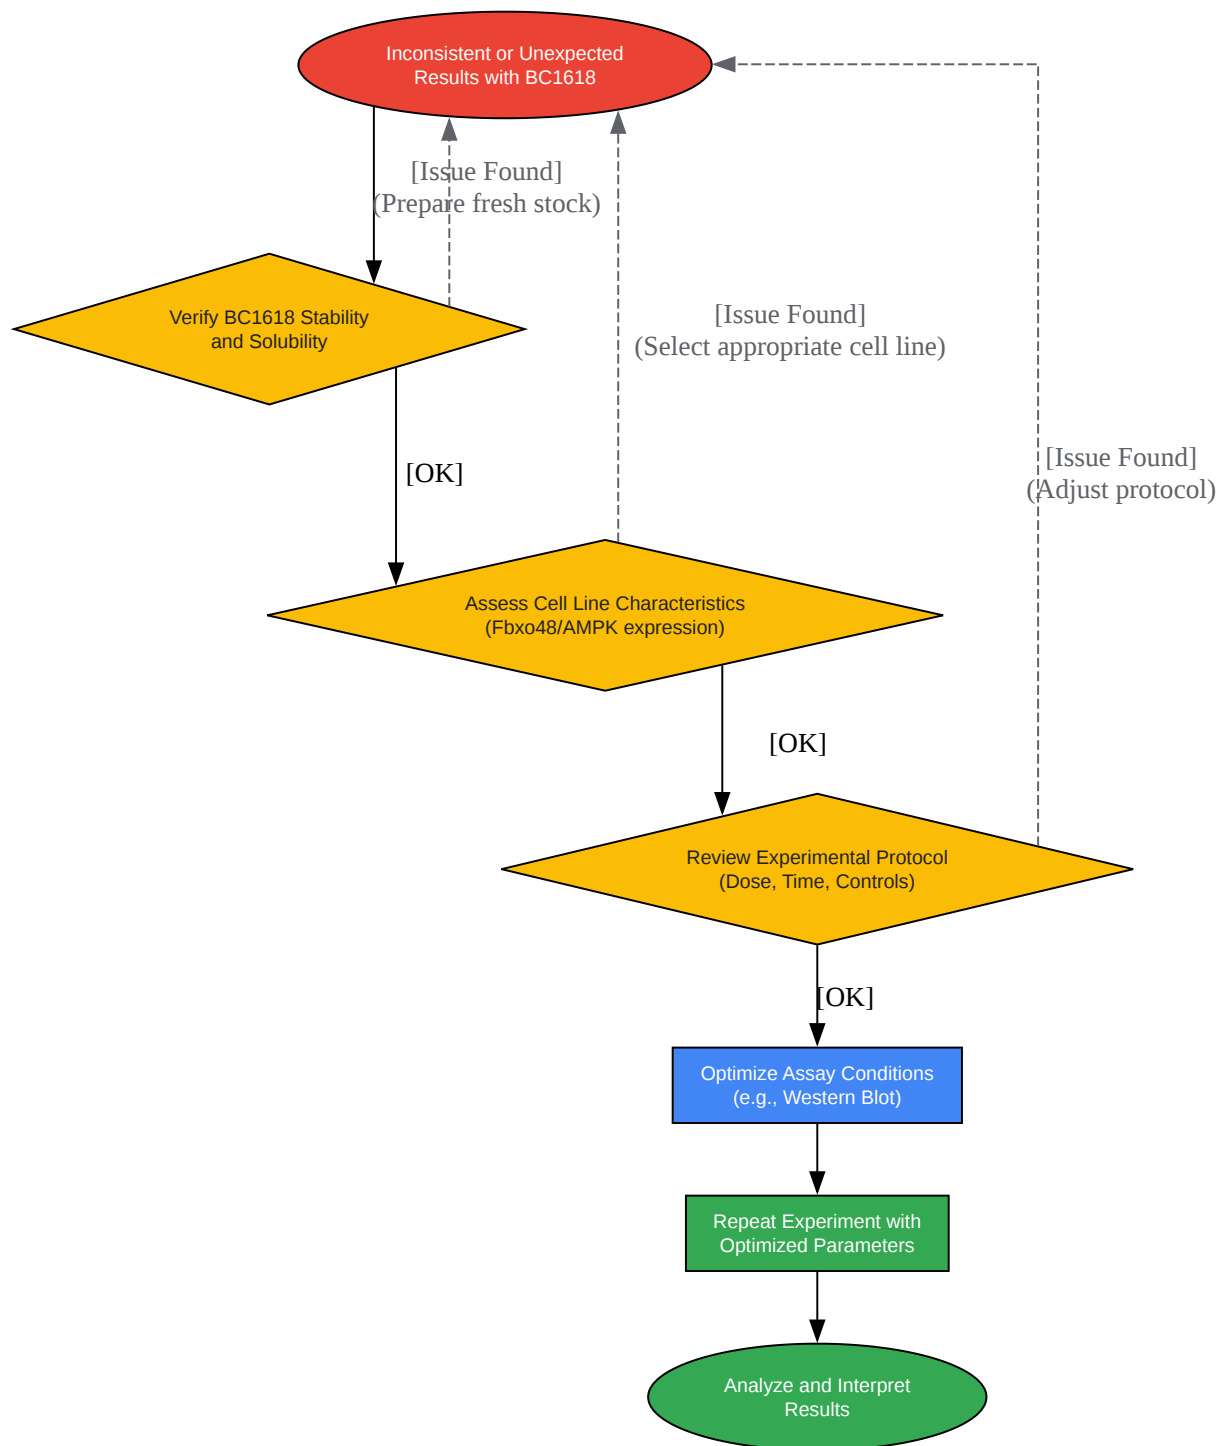 Inconsistent or Unexpected
Results with BC1618
[Issue Found]
(Prepare fresh stock)
Verify BC1618 Stability
and Solubility
[Issue Found]
(Select appropriate cell line)
[OK]
[Issue Found]
(Adjust protocol)
Assess Cell Line Characteristics
(Fbxo48/AMPK expression)
[OK]
Review Experimental Protocol
(Dose, Time, Controls)
[OK]
Optimize Assay Conditions
(e.g., Western Blot)
Repeat Experiment with
Optimized Parameters
Analyze and Interpret
Results